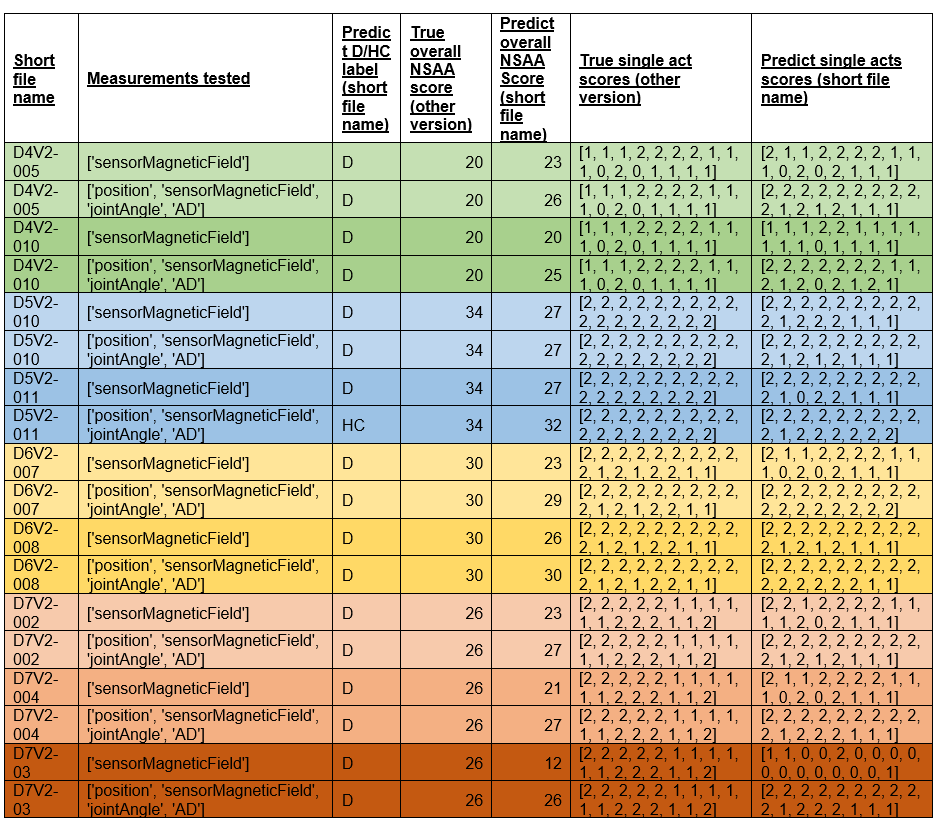 Short
file
name
Measurements tested
Predic
t D/HC
label
(short
file
name)
True
overall
NSAA
score
(other
version)
Predict
overall
NSAA
Score
(short
file
name)
True single act
scores (other
version)
Predict single acts
scores (short file
name)
D4V2-
005
['sensorMagneticField']
D
20
23
[1, 1, 1, 2, 2, 2, 2, 1, 1,
1, 0, 2, 0, 1, 1, 1, 1]
[2, 1, 1, 2, 2, 2, 2, 1, 1,
1, 0, 2, 0, 2, 1, 1, 1]
D4V2-
005
['position', 'sensorMagneticField',
'jointAngle', 'AD']
D
20
26
[1, 1, 1, 2, 2, 2, 2, 1, 1,
1, 0, 2, 0, 1, 1, 1, 1]
[2, 2, 2, 2, 2, 2, 2, 2, 2,
2, 1, 2, 1, 2, 1, 1, 1]
D4V2-
010
['sensorMagneticField']
D
20
20
[1, 1, 1, 2, 2, 2, 2, 1, 1,
1, 0, 2, 0, 1, 1, 1, 1]
[1, 1, 1, 2, 2, 1, 1, 1, 1,
1, 1, 1, 0, 1, 1, 1, 1]
D4V2-
010
['position', 'sensorMagneticField',
'jointAngle', 'AD']
D
20
25
[1, 1, 1, 2, 2, 2, 2, 1, 1,
1, 0, 2, 0, 1, 1, 1, 1]
[2, 2, 2, 2, 2, 2, 2, 1, 1,
2, 1, 2, 0, 2, 1, 2, 1]
D5V2-
010
['sensorMagneticField']
D
34
27
[2, 2, 2, 2, 2, 2, 2, 2, 2,
2, 2, 2, 2, 2, 2, 2, 2]
[2, 2, 2, 2, 2, 2, 2, 2, 2,
2, 1, 2, 2, 2, 1, 1, 1]
D5V2-
010
['position', 'sensorMagneticField',
'jointAngle', 'AD']
D
34
27
[2, 2, 2, 2, 2, 2, 2, 2, 2,
2, 2, 2, 2, 2, 2, 2, 2]
[2, 2, 2, 2, 2, 2, 2, 2, 2,
2, 1, 2, 1, 2, 1, 1, 1]
D5V2-
011
['sensorMagneticField']
D
34
27
[2, 2, 2, 2, 2, 2, 2, 2, 2,
2, 2, 2, 2, 2, 2, 2, 2]
[2, 2, 2, 2, 2, 2, 2, 2, 2,
2, 1, 0, 2, 2, 1, 1, 1]
D5V2-
011
['position', 'sensorMagneticField',
'jointAngle', 'AD']
HC
34
32
[2, 2, 2, 2, 2, 2, 2, 2, 2,
2, 2, 2, 2, 2, 2, 2, 2]
[2, 2, 2, 2, 2, 2, 2, 2, 2,
2, 1, 2, 2, 2, 2, 2, 2]
D6V2-
007
['sensorMagneticField']
D
30
23
[2, 2, 2, 2, 2, 2, 2, 2, 2,
2, 1, 2, 1, 2, 2, 1, 1]
[2, 1, 1, 2, 2, 2, 2, 1, 1,
1, 0, 2, 0, 2, 1, 1, 1]
D6V2-
007
['position', 'sensorMagneticField',
'jointAngle', 'AD']
D
30
29
[2, 2, 2, 2, 2, 2, 2, 2, 2,
2, 1, 2, 1, 2, 2, 1, 1]
[2, 2, 2, 2, 2, 2, 2, 2, 2,
2, 2, 2, 2, 2, 2, 2, 2]
D6V2-
008
['sensorMagneticField']
D
30
26
[2, 2, 2, 2, 2, 2, 2, 2, 2,
2, 1, 2, 1, 2, 2, 1, 1]
[2, 2, 2, 2, 2, 2, 2, 2, 2,
2, 1, 2, 1, 2, 1, 1, 1]
D6V2-
008
['position', 'sensorMagneticField',
'jointAngle', 'AD']
D
30
30
[2, 2, 2, 2, 2, 2, 2, 2, 2,
2, 1, 2, 1, 2, 2, 1, 1]
[2, 2, 2, 2, 2, 2, 2, 2, 2,
2, 2, 2, 2, 2, 2, 1, 1]
D7V2-
002
['sensorMagneticField']
D
26
23
[2, 2, 2, 2, 2, 1, 1, 1, 1,
1, 1, 2, 2, 2, 1, 1, 2]
[2, 2, 1, 2, 2, 2, 2, 1, 1,
1, 1, 2, 0, 2, 1, 1, 1]
D7V2-
002
['position', 'sensorMagneticField',
'jointAngle', 'AD']
D
26
27
[2, 2, 2, 2, 2, 1, 1, 1, 1,
1, 1, 2, 2, 2, 1, 1, 2]
[2, 2, 2, 2, 2, 2, 2, 2, 2,
2, 1, 2, 1, 2, 1, 1, 1]
D7V2-
004
['sensorMagneticField']
D
26
21
[2, 2, 2, 2, 2, 1, 1, 1, 1,
1, 1, 2, 2, 2, 1, 1, 2]
[2, 1, 1, 2, 2, 2, 2, 1, 1,
1, 0, 2, 0, 2, 1, 1, 1]
D7V2-
004
['position', 'sensorMagneticField',
'jointAngle', 'AD']
D
26
27
[2, 2, 2, 2, 2, 1, 1, 1, 1,
1, 1, 2, 2, 2, 1, 1, 2]
[2, 2, 2, 2, 2, 2, 2, 2, 2,
2, 1, 2, 2, 2, 1, 1, 1]
D7V2-
03
['sensorMagneticField']
D
26
12
[2, 2, 2, 2, 2, 1, 1, 1, 1,
1, 1, 2, 2, 2, 1, 1, 2]
[1, 1, 0, 0, 2, 0, 0, 0, 0,
0, 0, 0, 0, 0, 0, 0, 1]
D7V2-
03
['position', 'sensorMagneticField',
'jointAngle', 'AD']
D
26
26
[2, 2, 2, 2, 2, 1, 1, 1, 1,
1, 1, 2, 2, 2, 1, 1, 2]
[2, 2, 2, 2, 2, 2, 2, 2, 2,
2, 1, 2, 2, 2, 1, 1, 1]